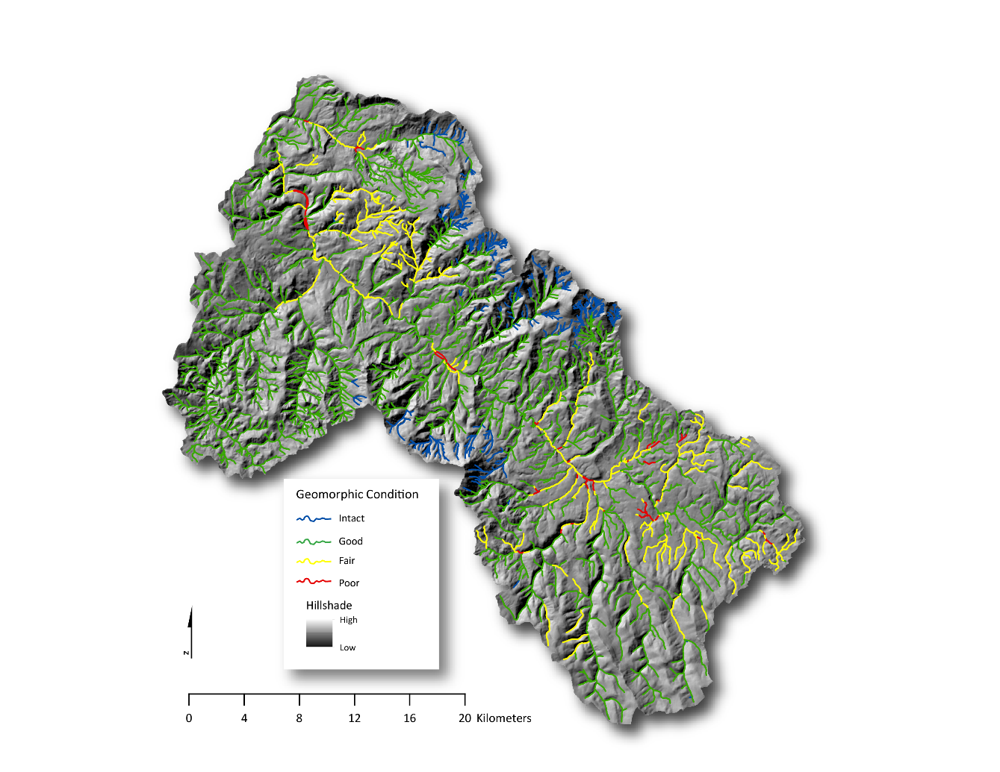 Geomorphic Condition
Intact
Good
Fair
Poor
Hillshade
High
Low
N
0 4 8 12 16 20 Kilometers